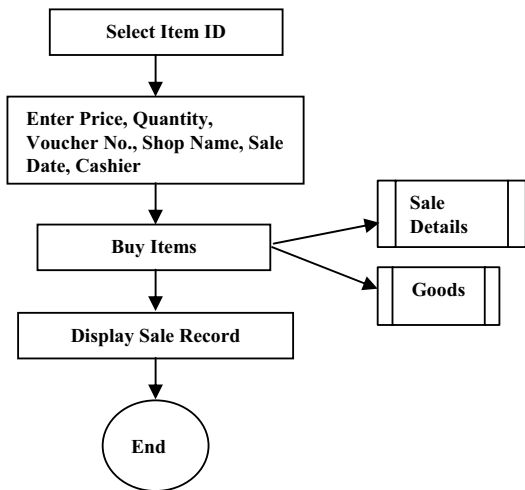 Select Item ID
Enter Price, Quantity,
Voucher No., Shop Name, Sale
Date, Cashier
Sale
Details
Buy Items
Goods
Display Sale Record
End